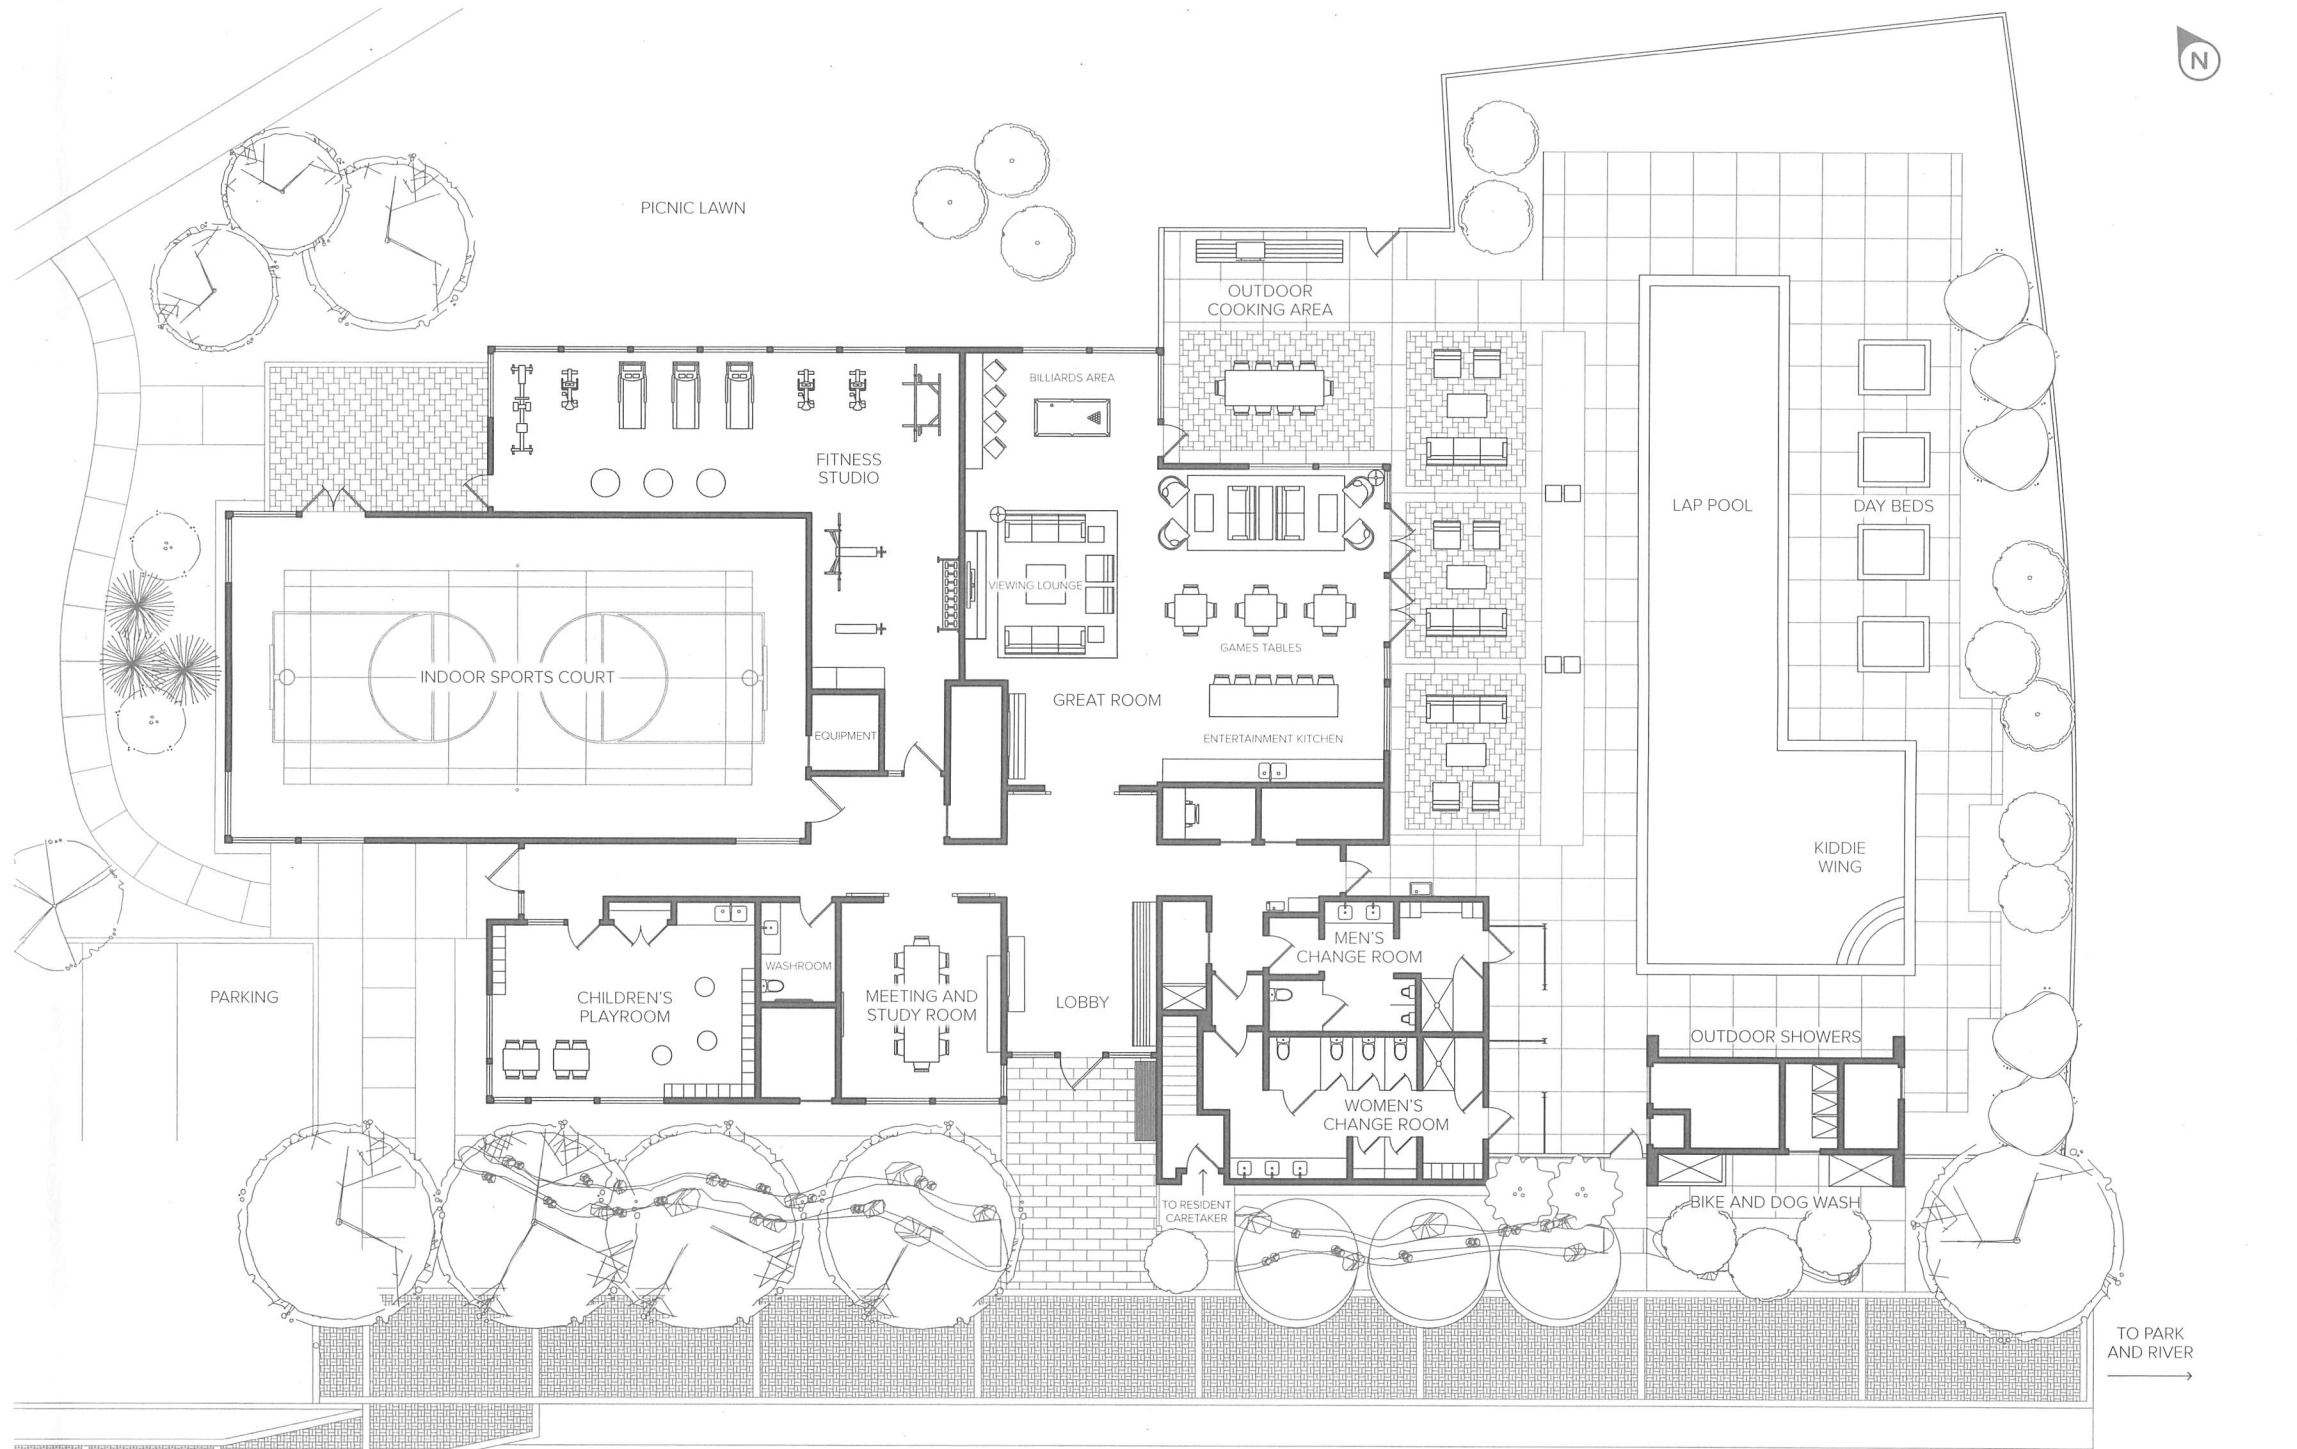 N
PICNIC LAWN
OUTDOOR
COOKING AREA
BILLIARDS AREA
FITNESS
STUDIO
LAP POOL
DAY BEDS
VIEWING LOUNGE
GAMES TABLES
INDOOR SPORTS COURT
GREAT ROOM
EQUIPMENT
ENTERTAINMENT KITCHEN
KIDDIE
WING
MEN'S
CHANGE ROOM
WASHROOM
PARKING
CHILDREN'S
PLAYROOM
MEETING AND
STUDY ROOM
LOBBY
OUTDOOR SHOWERS
WOMEN'S
CHANGE ROOM
TO RESIDENT
CARETAKER
BIKE AND DOG WASH
TO PARK
AND RIVER